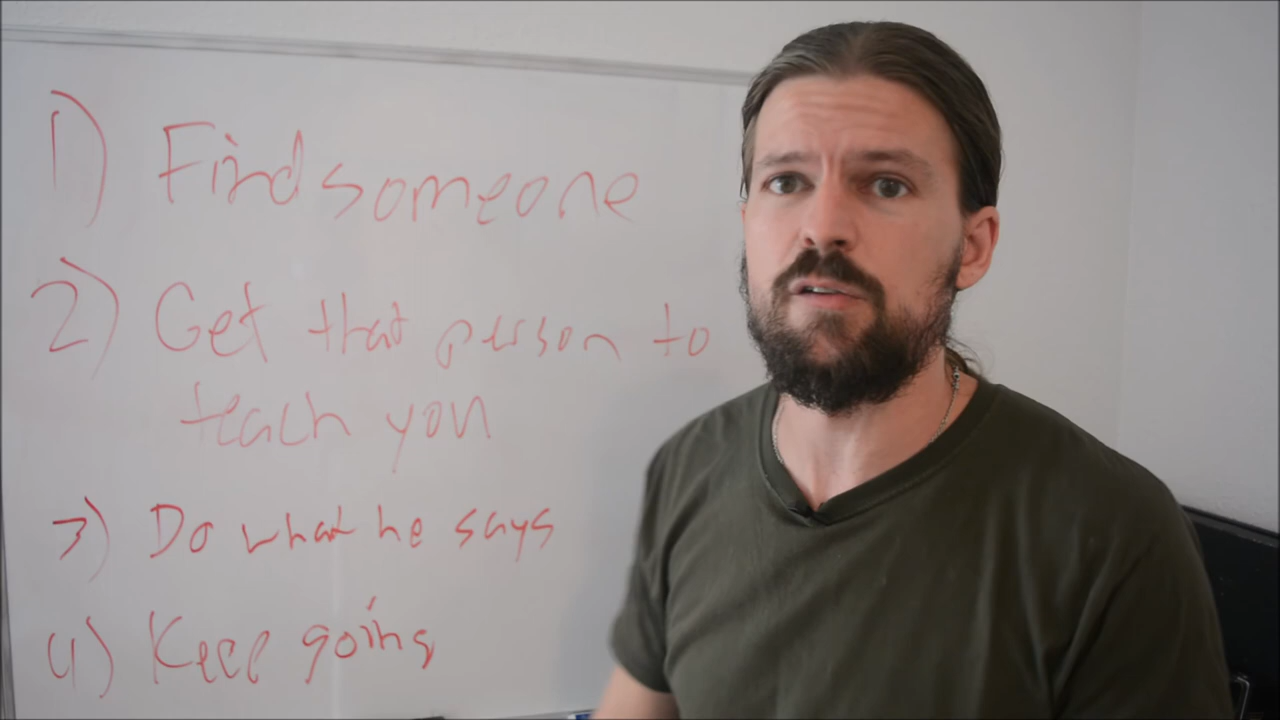 1) Find someone
2) Get that person to
teach you
3) Do what he says
4) Keep going